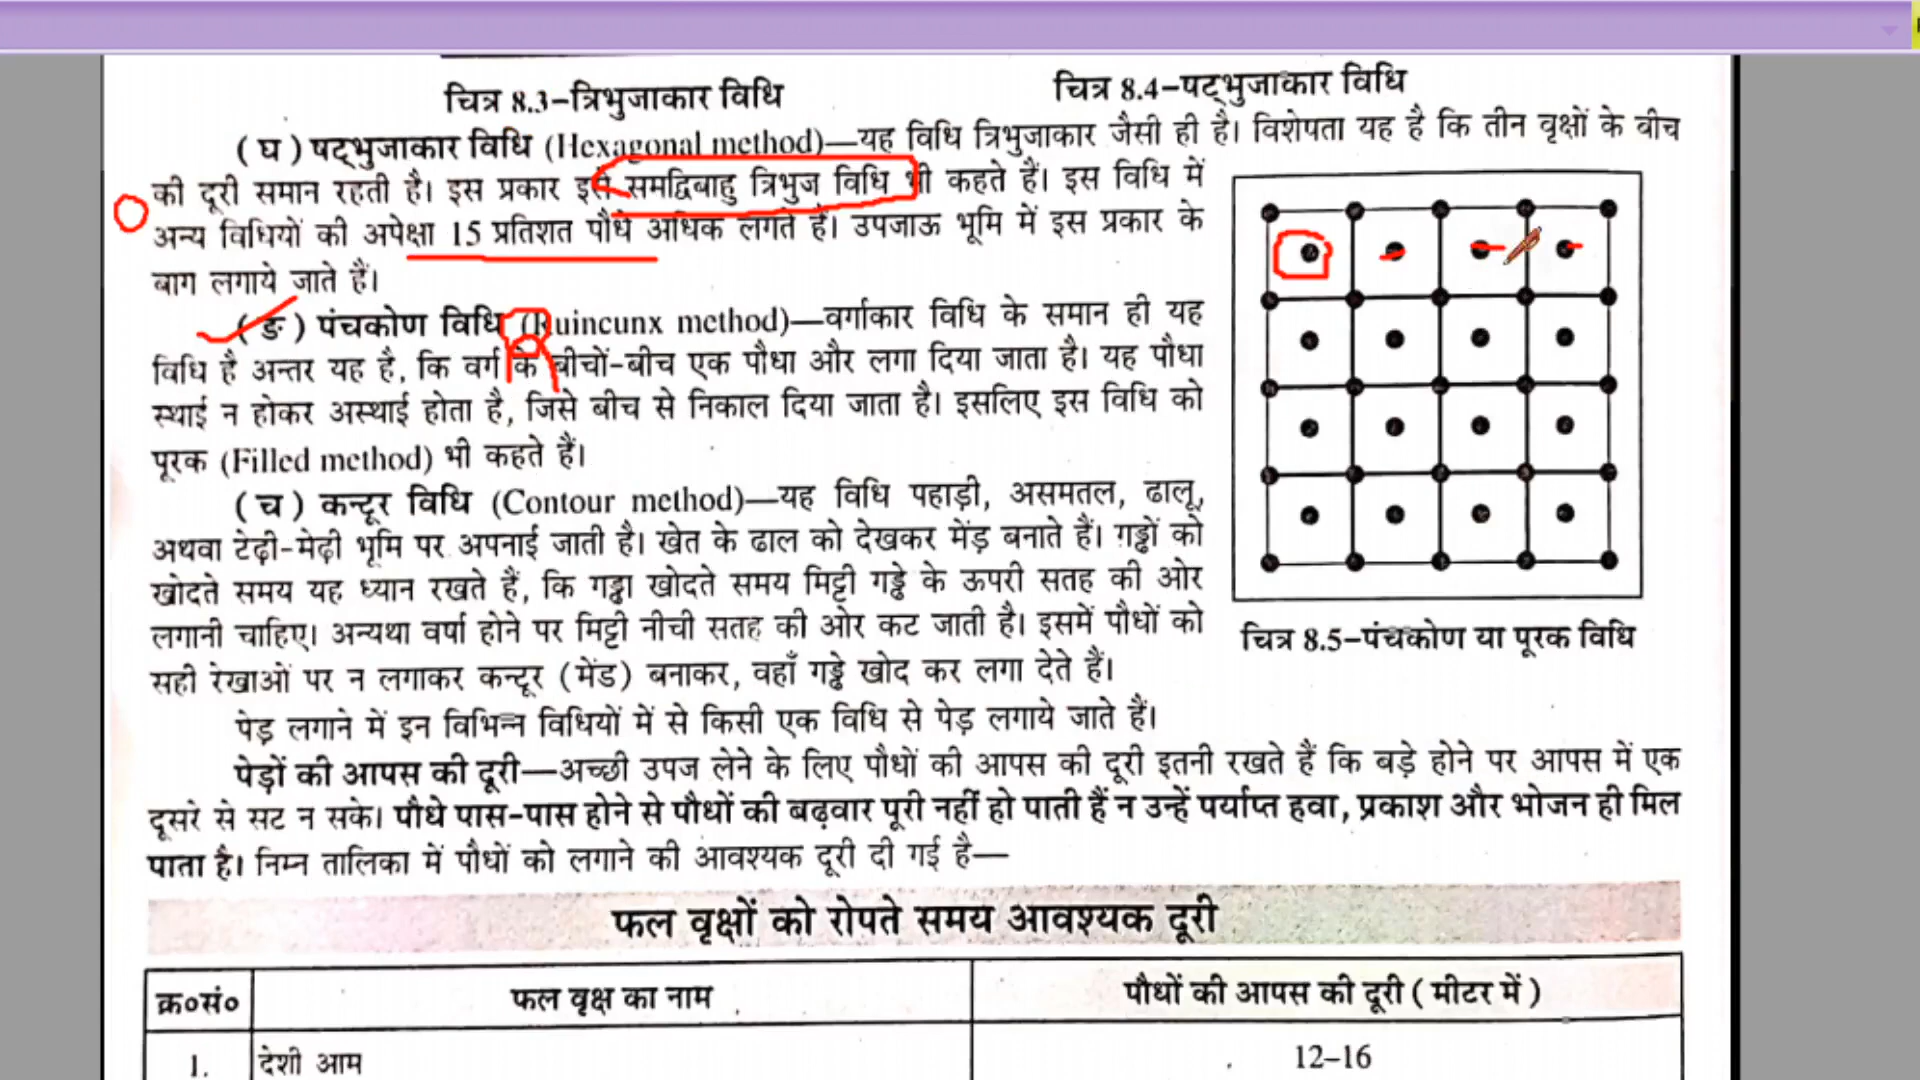 चित्र 8.3–त्रिभुजाकार विधि
चित्र 8.4–षट्भुजाकार विधि
( घ ) षट्भुजाकार विधि (Hexagonal method)—यह विधि त्रिभुजाकार जैसी ही है। विशेषता यह है कि तीन वृक्षों के बीच
की दूरी समान रहती है। इस प्रकार इसे समद्विबाहु त्रिभुज विधि भी कहते हैं। इस विधि में
अन्य विधियों की अपेक्षा 15 प्रतिशत पौधे अधिक लगते हैं। उपजाऊ भूमि में इस प्रकार के
बाग लगाये जाते हैं।
( ङ ) पंचकोण विधि (Ruincunx method)—वर्गाकार विधि के समान ही यह
विधि है अन्तर यह है, कि वर्ग के बीचों-बीच एक पौधा और लगा दिया जाता है। यह पौधा
स्थाई न होकर अस्थाई होता है, जिसे बीच से निकाल दिया जाता है। इसलिए इस विधि को
पूरक (Filled method) भी कहते हैं।
( च ) कन्टूर विधि (Contour method)—यह विधि पहाड़ी, असमतल, ढालू,
अथवा टेढ़ी-मेढ़ी भूमि पर अपनाई जाती है। खेत के ढाल को देखकर मेंड़ बनाते हैं। गड्ढों को
खोदते समय यह ध्यान रखते हैं, कि गड्ढा खोदते समय मिट्टी गड्ढे के ऊपरी सतह की ओर
लगानी चाहिए। अन्यथा वर्षा होने पर मिट्टी नीची सतह की ओर कट जाती है। इसमें पौधों को
सही रेखाओं पर न लगाकर कन्टूर (मेंड) बनाकर, वहाँ गड्ढे खोद कर लगा देते हैं।
चित्र 8.5–पंचकोण या पूरक विधि
पेड़ लगाने में इन विभिन्न विधियों में से किसी एक विधि से पेड़ लगाये जाते हैं।
पेड़ों की आपस की दूरी—अच्छी उपज लेने के लिए पौधों की आपस की दूरी इतनी रखते हैं कि बड़े होने पर आपस में एक
दूसरे से सट न सके। पौधे पास-पास होने से पौधों की बढ़वार पूरी नहीं हो पाती हैं न उन्हें पर्याप्त हवा, प्रकाश और भोजन ही मिल
पाता है। निम्न तालिका में पौधों को लगाने की आवश्यक दूरी दी गई है—
फल वृक्षों को रोपते समय आवश्यक दूरी
क्र०सं० फल वृक्ष का नाम पौधों की आपस की दूरी ( मीटर में )
1. देशी आम 12–16